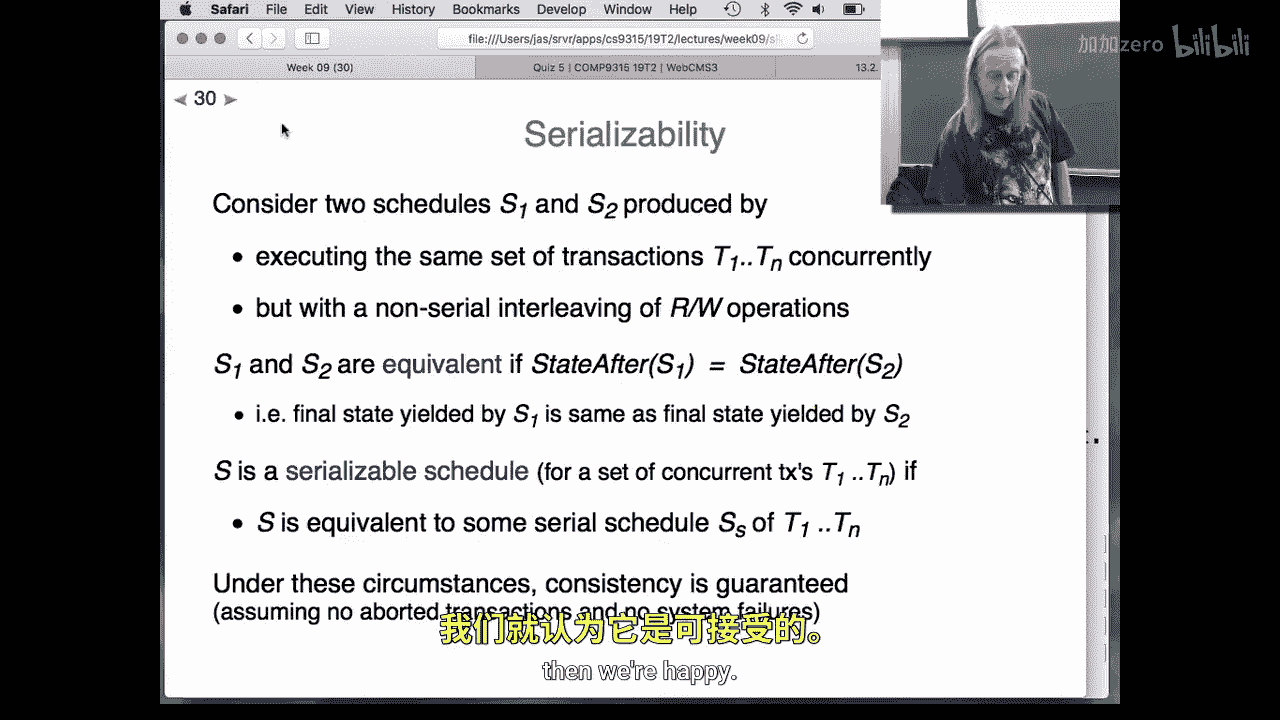 Safari File Edit View History Bookmarks Develop Window Help
file:///Users/jas/srvr/apps/cs9315/19T2/lectures/week09/sli
Week 09 (30)
Quiz 5 | COMP9315 19T2 | WebCMS3
13.2.
加加zero bilibili
30
Serializability
Consider two schedules S1 and S2 produced by
• executing the same set of transactions T1..Tn concurrently
• but with a non-serial interleaving of R/W operations
S1 and S2 are equivalent if StateAfter(S1) = StateAfter(S2)
• i.e. final state yielded by S1 is same as final state yielded by S2
S is a serializable schedule (for a set of concurrent tx's T1 ..Tn) if
• S is equivalent to some serial schedule Ss of T1 ..Tn
Under these circumstances, consistency is guaranteed
(assuming no aborted transactions and no system failures)
我们就认为它是可接受的。
then we're happy.